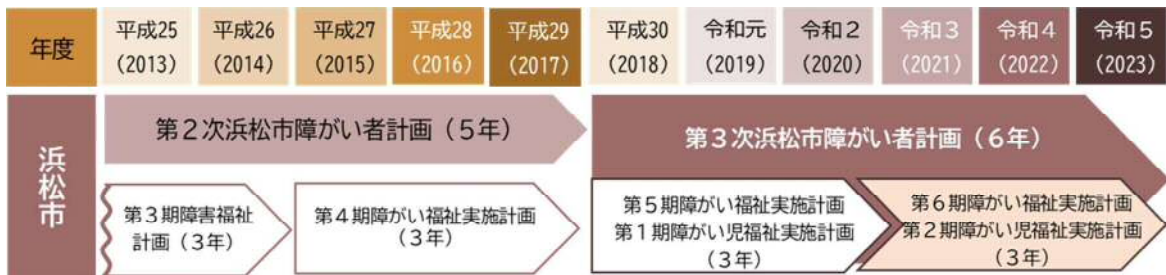 年度
平成25
(2013)
平成26
(2014)
平成27
(2015)
平成28
(2016)
平成29
(2017)
平成30
(2018)
令和元
(2019)
令和２
(2020)
令和３
(2021)
令和４
(2022)
令和５
(2023)
浜松市
第２次浜松市障がい者計画（５年）
第３次浜松市障がい者計画（６年）
第３期障害福祉
計画（３年）
第４期障がい福祉実施計画
（３年）
第５期障がい福祉実施計画
第１期障がい児福祉実施計画
（３年）
第６期障がい福祉実施計画
第２期障がい児福祉実施計画
（３年）